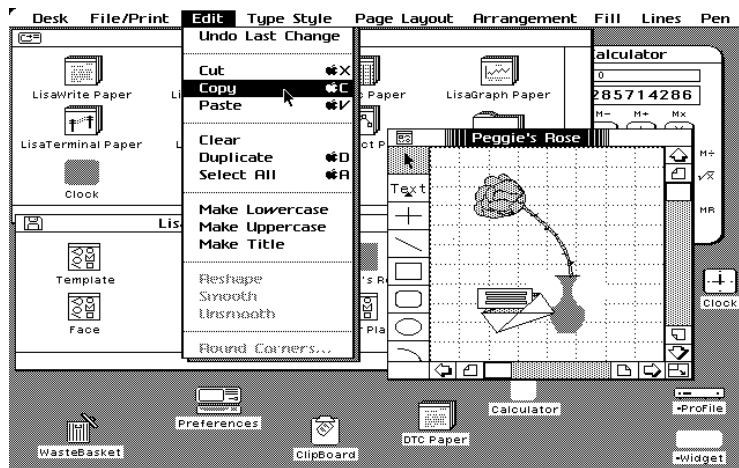 Desk File/Print Edit Type Style Page Layout Arrangement Fill Lines Pen
Undo Last Change
Cut X
Copy C
Paste V
Clear
Duplicate D
Select All A
Make Lowercase
Make Uppercase
Make Title
Reshape
Smooth
Unsmooth
Round Corners...
LisaWrite Paper
Paper
LisaGraph Paper
LisaTerminal Paper
Clock
Lis
Template
Face
alculator
0
285714286
M- M+ Mx
M÷
√x
MR
Peggie's Rose
Text
Clock
WasteBasket
Preferences
ClipBoard
DTC Paper
Calculator
-ProFile
-Widget